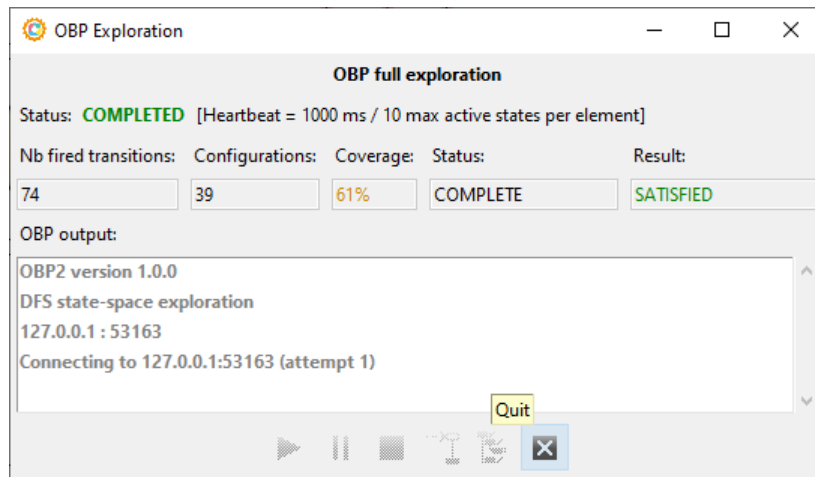 OBP Exploration
OBP full exploration
Status: COMPLETED [Heartbeat = 1000 ms / 10 max active states per element]
Nb fired transitions: Configurations: Coverage: Status: Result:
74 39 61% COMPLETE SATISFIED
OBP output:
OBP2 version 1.0.0
DFS state-space exploration
127.0.0.1 : 53163
Connecting to 127.0.0.1:53163 (attempt 1)
Quit